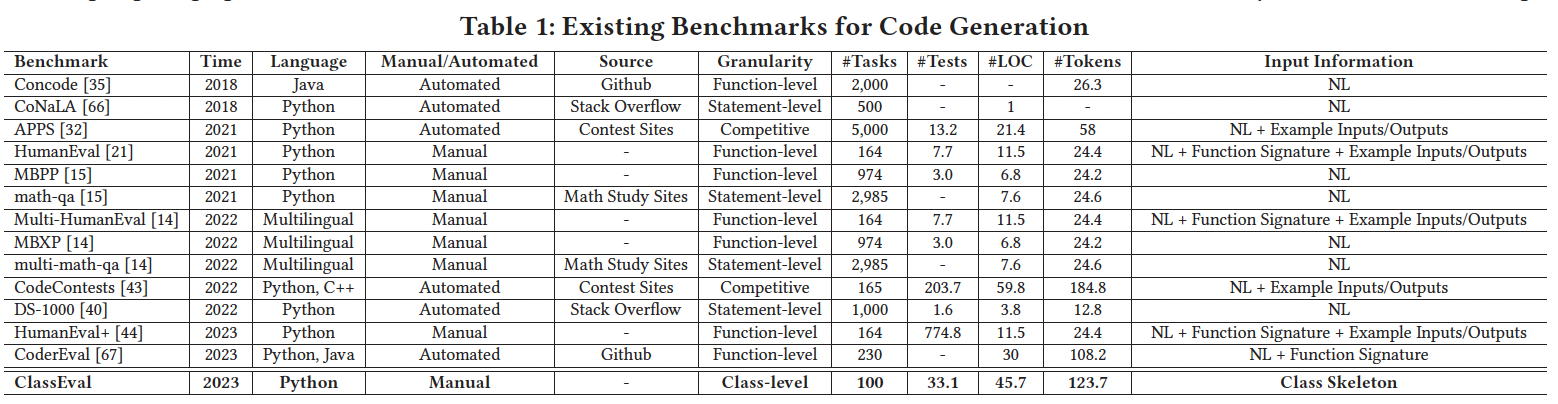 Table 1: Existing Benchmarks for Code Generation
Benchmark Time Language Manual/Automated Source Granularity #Tasks #Tests #LOC #Tokens Input Information
Concode [35] 2018 Java Automated Github Function-level 2,000 - - 26.3 NL
CoNaLA [66] 2018 Python Automated Stack Overflow Statement-level 500 - 1 - NL
APPS [32] 2021 Python Automated Contest Sites Competitive 5,000 13.2 21.4 58 NL + Example Inputs/Outputs
HumanEval [21] 2021 Python Manual - Function-level 164 7.7 11.5 24.4 NL + Function Signature + Example Inputs/Outputs
MBPP [15] 2021 Python Manual - Function-level 974 3.0 6.8 24.2 NL
math-qa [15] 2021 Python Manual Math Study Sites Statement-level 2,985 - 7.6 24.6 NL
Multi-HumanEval [14] 2022 Multilingual Manual - Function-level 164 7.7 11.5 24.4 NL + Function Signature + Example Inputs/Outputs
MBXP [14] 2022 Multilingual Manual - Function-level 974 3.0 6.8 24.2 NL
multi-math-qa [14] 2022 Multilingual Manual Math Study Sites Statement-level 2,985 - 7.6 24.6 NL
CodeContests [43] 2022 Python, C++ Automated Contest Sites Competitive 165 203.7 59.8 184.8 NL + Example Inputs/Outputs
DS-1000 [40] 2022 Python Automated Stack Overflow Statement-level 1,000 1.6 3.8 12.8 NL
HumanEval+ [44] 2023 Python Manual - Function-level 164 774.8 11.5 24.4 NL + Function Signature + Example Inputs/Outputs
CoderEval [67] 2023 Python, Java Automated Github Function-level 230 - 30 108.2 NL + Function Signature
ClassEval 2023 Python Manual - Class-level 100 33.1 45.7 123.7 Class Skeleton